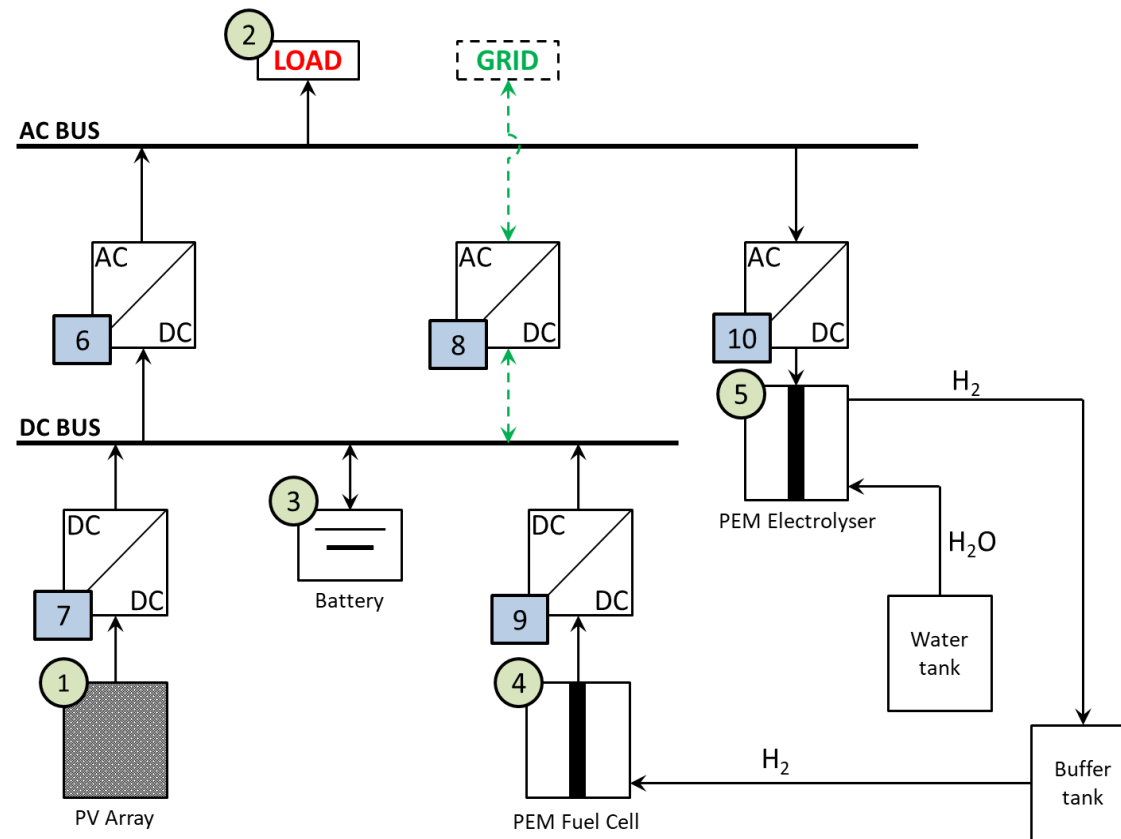 2
LOAD
GRID
AC BUS
AC
DC
6
AC
DC
8
AC
DC
10
5
H₂
DC BUS
PEM Electrolyser
H₂O
3
Battery
DC
DC
7
DC
DC
9
Water
tank
1
PV Array
4
PEM Fuel Cell
H₂
Buffer
tank